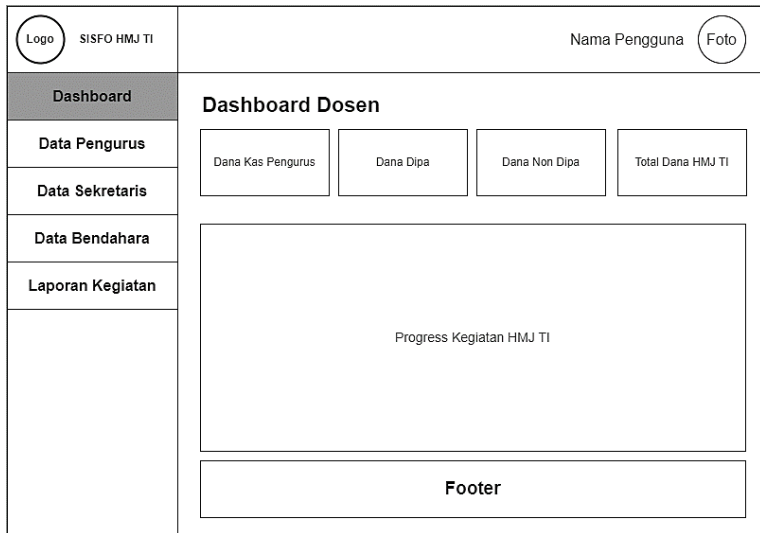 Logo
SISFO HMJ TI
Nama Pengguna
Foto
Dashboard
Data Pengurus
Data Sekretaris
Data Bendahara
Laporan Kegiatan
Dashboard Dosen
Dana Kas Pengurus
Dana Dipa
Dana Non Dipa
Total Dana HMJ TI
Progress Kegiatan HMJ TI
Footer